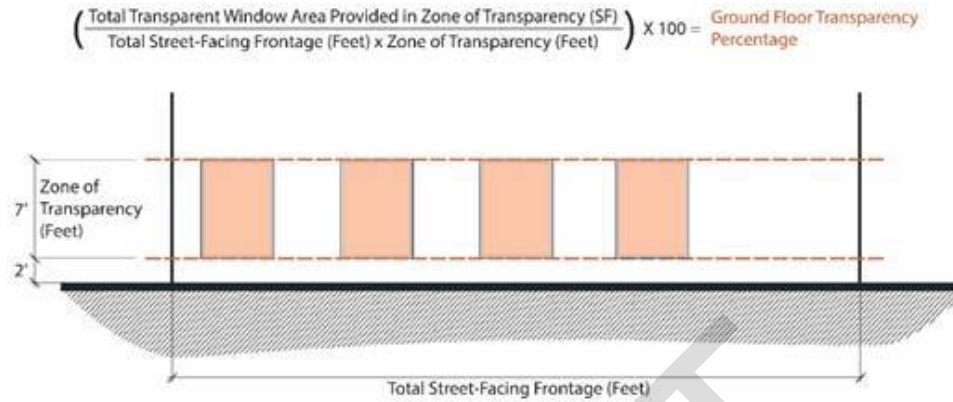 Total Transparent Window Area Provided in Zone of Transparency (SF)
Total Street-Facing Frontage (Feet) x Zone of Transparency (Feet)
( ) X 100 =
Ground Floor Transparency
Percentage
Zone of
Transparency
(Feet)
7'
2'
Total Street-Facing Frontage (Feet)